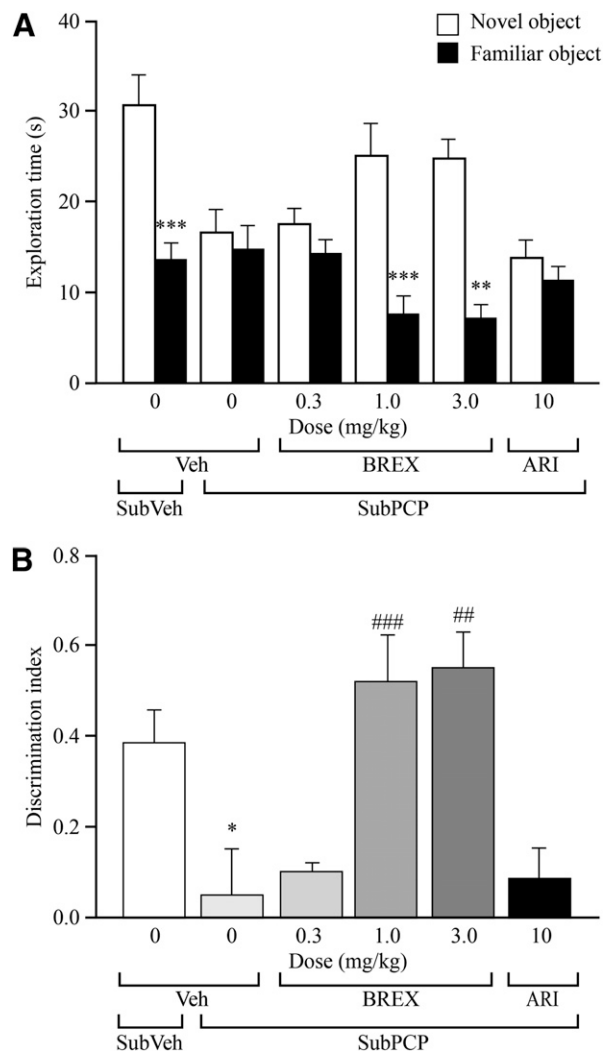 A
Novel object
Familiar object
40
30
20
10
0
Exploration time (s)
***
***
**
0 0 0.3 1.0 3.0 10
Dose (mg/kg)
Veh BREX ARI
SubVeh SubPCP
B
0.8
0.6
0.4
0.2
0.0
Discrimination index
*
###
##
0 0 0.3 1.0 3.0 10
Dose (mg/kg)
Veh BREX ARI
SubVeh SubPCP